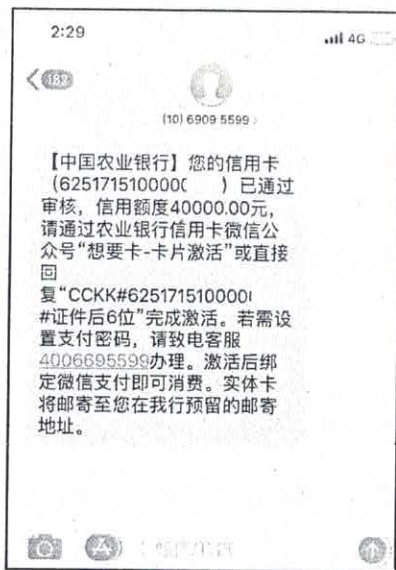 2:29
4G
183
(10) 6909 5599 >
【中国农业银行】您的信用卡
(625171510000( ) 已通过
审核，信用额度40000.00元，
请通过农业银行信用卡微信公
众号“想要卡-卡片激活”或直接
回
复“CCKK#625171510000
#证件后6位”完成激活。若需设
置支付密码，请致电客服
4006695599办理。激活后绑
定微信支付即可消费。实体卡
将邮寄至您在我行预留的邮寄
地址。